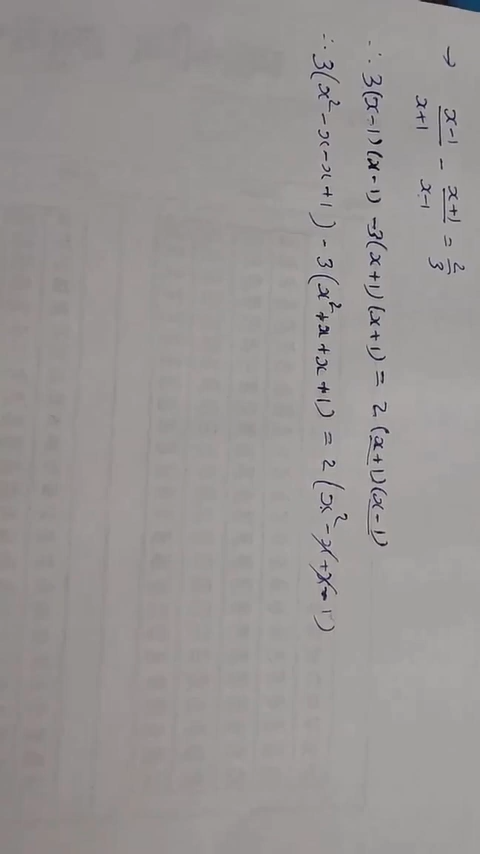 → x-1/x+1 - x+1/x-1 = 2/3
∴ 3(x-1)(x-1) -3(x+1)(x+1) = 2(x+1)(x-1)
∴ 3(x²-x-x+1) - 3(x²+x+x+1) = 2(x²-x+x-1)